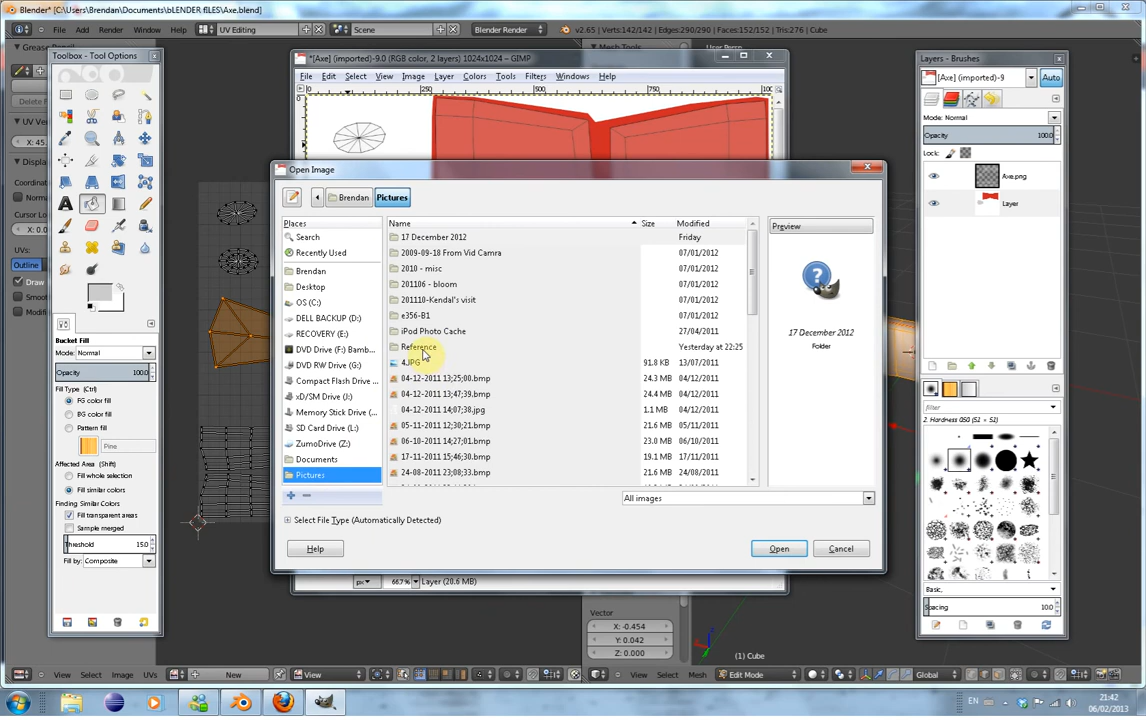 Blender* [C:\Users\Brendan\Documents\bLENDER fILES\Axe.blend]
File Add Render Window Help UV Editing Scene Blender Render v2.65 | Verts:142/142 | Edges:290/290 | Faces:152/152 | Tris:276 | Cube
Toolbox - Tool Options
*[Axe] (imported)-9.0 (RGB color, 2 layers) 1024x1024 – GIMP
File Edit Select View Image Layer Colors Tools Filters Windows Help
0 250 500 750
Layers - Brushes
[Axe] (imported)-9
Auto
Mode: Normal
Opacity 100.0
Lock:
Axe.png
Layer
Open Image
Brendan Pictures
Places
Search
Recently Used
Brendan
Desktop
OS (C:)
DELL BACKUP (D:)
RECOVERY (E:)
DVD Drive (F:) Bamb...
DVD RW Drive (G:)
Compact Flash Drive ...
xD/SM Drive (J:)
Memory Stick Drive (...
SD Card Drive (L:)
ZumoDrive (Z:)
Documents
Pictures
Name Size Modified
17 December 2012 Friday
2009-09-18 From Vid Camra 07/01/2012
2010 - misc 07/01/2012
201106 - bloom 07/01/2012
201110-Kendal's visit 07/01/2012
e356-B1 07/01/2012
iPod Photo Cache 27/04/2011
Reference Yesterday at 22:25
4.JPG 91.8 KB 13/07/2011
04-12-2011 13;25;00.bmp 24.3 MB 04/12/2011
04-12-2011 13;47;39.bmp 24.4 MB 04/12/2011
04-12-2011 14;07;38.jpg 1.1 MB 04/12/2011
05-11-2011 12;30;21.bmp 21.6 MB 05/11/2011
06-10-2011 14;27;01.bmp 23.0 MB 06/10/2011
17-11-2011 15;46;30.bmp 19.1 MB 17/11/2011
24-08-2011 23;08;33.bmp 21.6 MB 24/08/2011
Preview
17 December 2012
Folder
All images
Select File Type (Automatically Detected)
Help Open Cancel
Bucket Fill
Mode: Normal
Opacity 100.0
Fill Type (Ctrl)
FG color fill
BG color fill
Pattern fill
Pine
Affected Area (Shift)
Fill whole selection
Fill similar colors
Finding Similar Colors
Fill transparent areas
Sample merged
Threshold 15.0
Fill by: Composite
px 66.7% Layer (20.6 MB)
filter
2. Hardness 050 (51 × 51)
Basic,
Spacing 10.0
Vector
X: -0.454
Y: 0.042
Z: 0.000
(1) Cube
View Select Image UVs New View
View Select Mesh Edit Mode Global
EN
21:42
06/02/2013